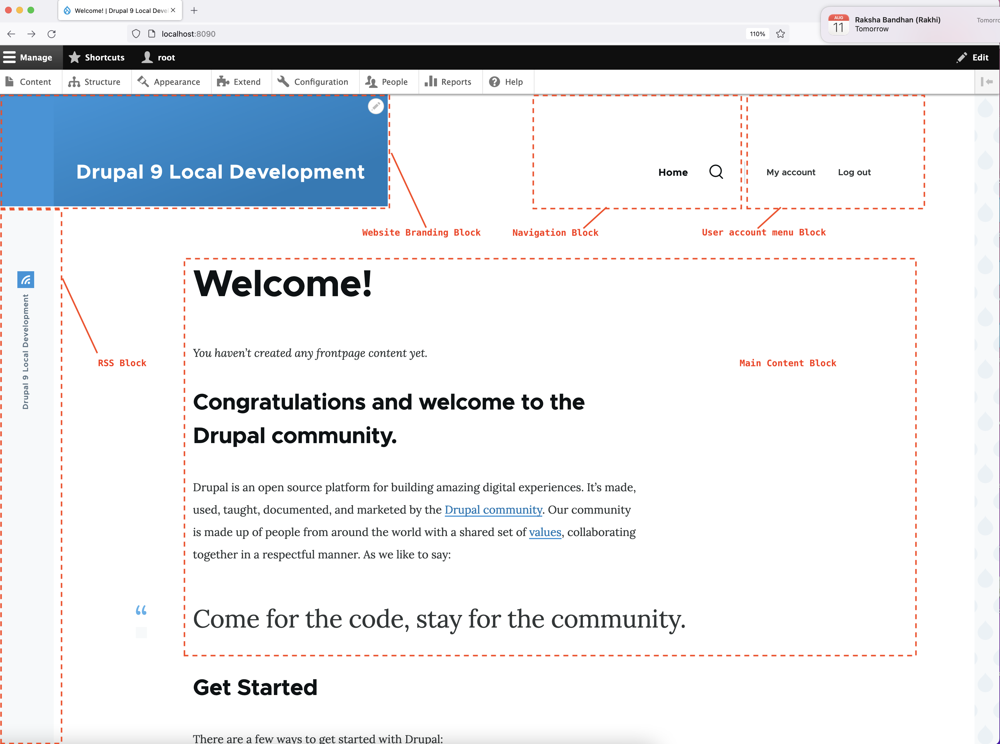 Welcome! | Drupal 9 Local Deve
localhost:8090
110%
AUG
11
Raksha Bandhan (Rakhi)
Tomorrow
Manage
Shortcuts
root
Edit
Content
Structure
Appearance
Extend
Configuration
People
Reports
Help
Drupal 9 Local Development
Home
My account
Log out
Website Branding Block
Navigation Block
User account menu Block
Welcome!
Drupal 9 Local Development
You haven’t created any frontpage content yet.
RSS Block
Main Content Block
Congratulations and welcome to the
Drupal community.
Drupal is an open source platform for building amazing digital experiences. It’s made,
used, taught, documented, and marketed by the Drupal community. Our community
is made up of people from around the world with a shared set of values, collaborating
together in a respectful manner. As we like to say:
“
Come for the code, stay for the community.
Get Started
There are a few ways to get started with Drupal: